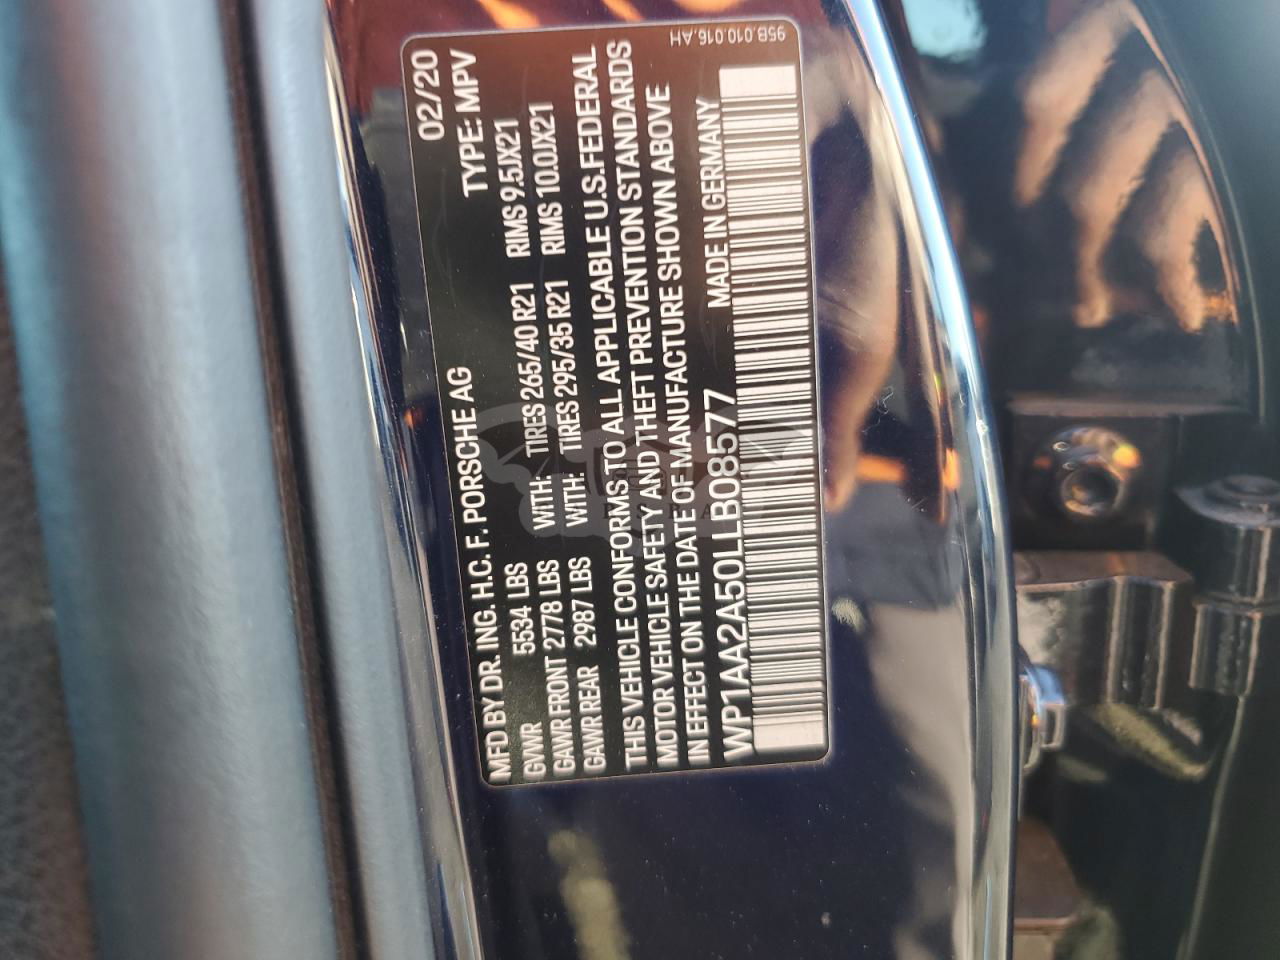 MFD BY DR. ING. H.C. F. PORSCHE AG 02/20
GVWR 5534 LBS TYPE: MPV
GAWR FRONT 2778 LBS WITH: TIRES 265/40 R21 RIMS 9.5JX21
GAWR REAR 2987 LBS WITH: TIRES 295/35 R21 RIMS 10.0JX21
THIS VEHICLE CONFORMS TO ALL APPLICABLE U.S. FEDERAL
MOTOR VEHICLE SAFETY AND THEFT PREVENTION STANDARDS
IN EFFECT ON THE DATE OF MANUFACTURE SHOWN ABOVE
WP1AA2A50LLB08577 MADE IN GERMANY
95B.010.016.AH